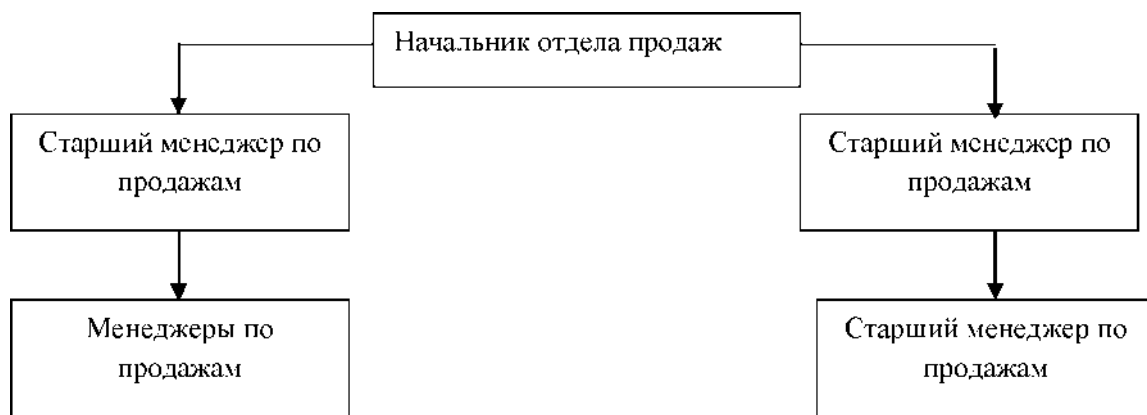 Начальник отдела продаж
Старший менеджер по
продажам
Старший менеджер по
продажам
Менеджеры по
продажам
Старший менеджер по
продажам